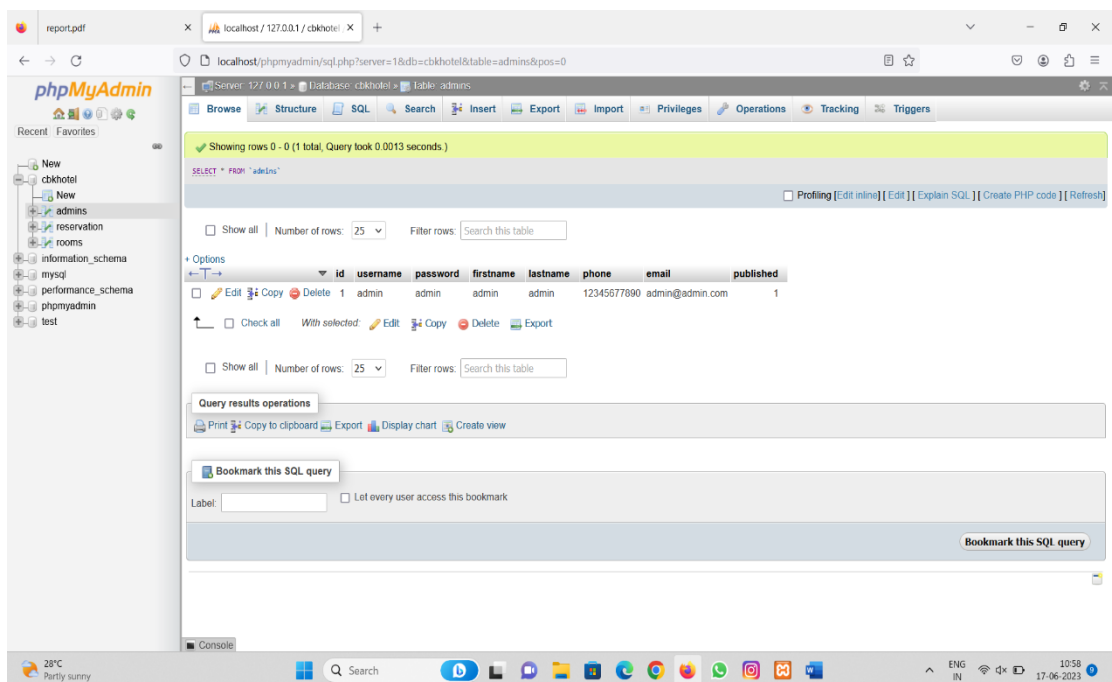 report.pdf
localhost / 127.0.0.1 / cbkhotel
localhost/phpmyadmin/sql.php?server=1&db=cbkhotel&table=admins&pos=0
phpMyAdmin
Recent Favorites
New
cbkhotel
New
admins
reservation
rooms
information_schema
mysql
performance_schema
phpmyadmin
test
Server: 127.0.0.1 » Database: cbkhotel » Table: admins
Browse Structure SQL Search Insert Export Import Privileges Operations Tracking Triggers
Showing rows 0 - 0 (1 total, Query took 0.0013 seconds.)
SELECT * FROM `admins`
Profiling [Edit inline] [ Edit ] [ Explain SQL ] [ Create PHP code ] [ Refresh]
Show all Number of rows: 25 Filter rows: Search this table
+ Options
id username password firstname lastname phone email published
Edit Copy Delete 1 admin admin admin admin 12345677890 admin@admin.com 1
Check all With selected: Edit Copy Delete Export
Show all Number of rows: 25 Filter rows: Search this table
Query results operations
Print Copy to clipboard Export Display chart Create view
Bookmark this SQL query
Label: Let every user access this bookmark
Bookmark this SQL query
Console
28°C
Partly sunny
Search
ENG
IN
10:58
17-06-2023
9